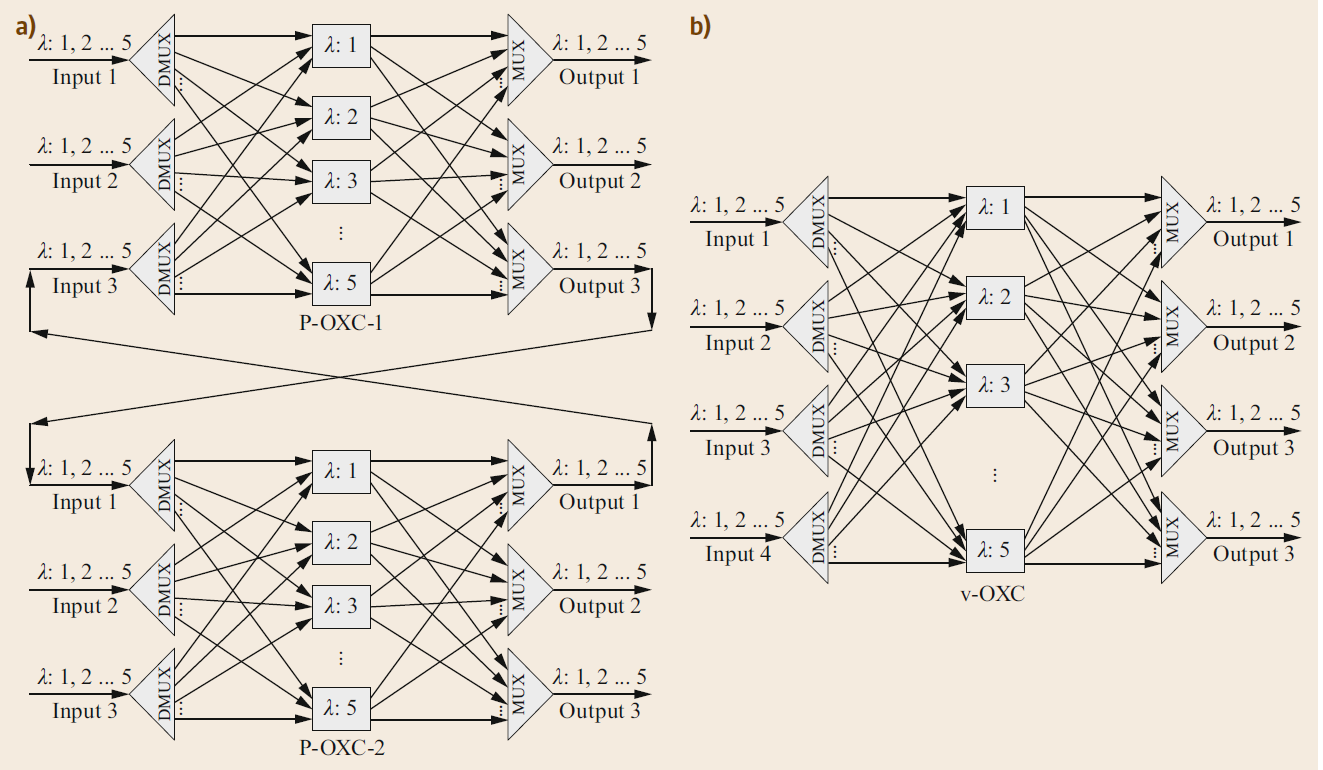 a)
λ: 1, 2 ... 5
Input 1
DMUX
λ: 1
MUX
λ: 1, 2 ... 5
Output 1
λ: 2
λ: 1, 2 ... 5
Input 2
DMUX
λ: 3
MUX
λ: 1, 2 ... 5
Output 2
λ: 1, 2 ... 5
Input 3
DMUX
λ: 5
MUX
λ: 1, 2 ... 5
Output 3
P-OXC-1
λ: 1, 2 ... 5
Input 1
DMUX
λ: 1
MUX
λ: 1, 2 ... 5
Output 1
λ: 2
λ: 1, 2 ... 5
Input 2
DMUX
λ: 3
MUX
λ: 1, 2 ... 5
Output 2
λ: 1, 2 ... 5
Input 3
DMUX
λ: 5
MUX
λ: 1, 2 ... 5
Output 3
P-OXC-2
b)
λ: 1, 2 ... 5
Input 1
DMUX
λ: 1
MUX
λ: 1, 2 ... 5
Output 1
λ: 1, 2 ... 5
Input 2
DMUX
λ: 2
MUX
λ: 1, 2 ... 5
Output 2
λ: 3
λ: 1, 2 ... 5
Input 3
DMUX
MUX
λ: 1, 2 ... 5
Output 3
λ: 1, 2 ... 5
Input 4
DMUX
λ: 5
MUX
λ: 1, 2 ... 5
Output 3
v-OXC